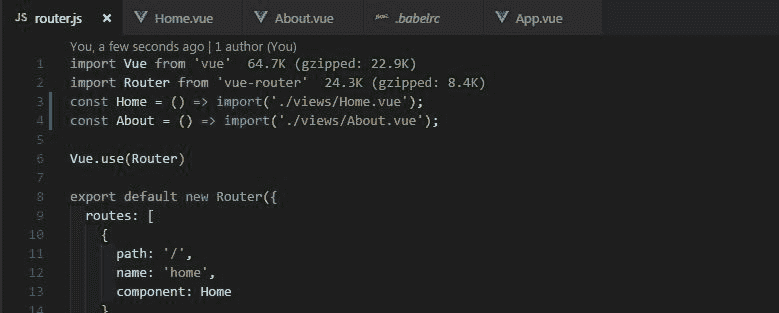 JS router.js × Home.vue About.vue .babelrc App.vue
You, a few seconds ago | 1 author (You)
1 import Vue from 'vue' 64.7K (gzipped: 22.9K)
2 import Router from 'vue-router' 24.3K (gzipped: 8.4K)
3 const Home = () => import('./views/Home.vue');
4 const About = () => import('./views/About.vue');
5
6 Vue.use(Router)
7
8 export default new Router({
9 routes: [
10 {
11 path: '/',
12 name: 'home',
13 component: Home
14 }